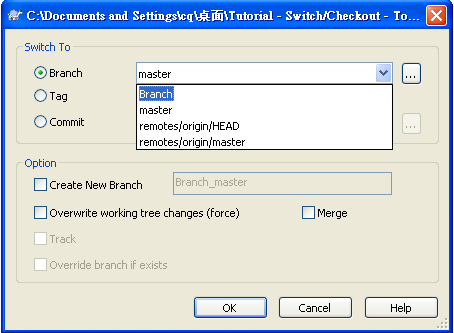 C:\Documents and Settings\cq\桌面\Tutorial - Switch/Checkout - To...
Switch To
Branch
master
...
Branch
Tag
master
Commit
remotes/origin/HEAD
...
remotes/origin/master
Option
Create New Branch
Branch_master
Overwrite working tree changes (force)
Merge
Track
Override branch if exists
OK
Cancel
Help